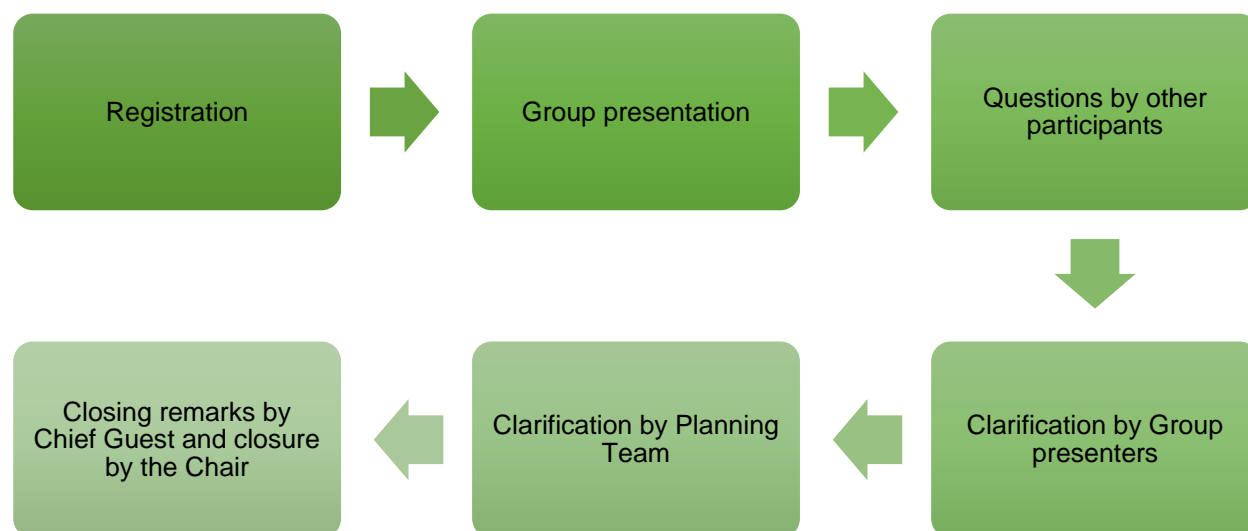 Registration
Group presentation
Questions by other
participants
Clarification by Group
presenters
Clarification by Planning
Team
Closing remarks by
Chief Guest and closure
by the Chair